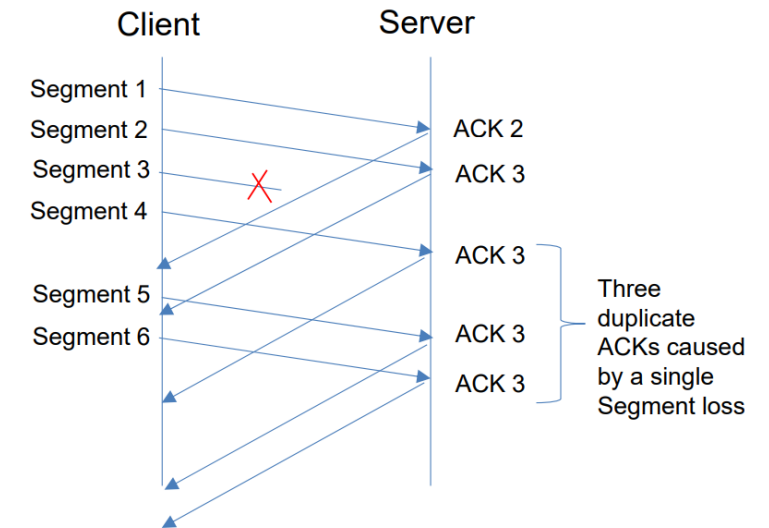 Client
Server
Segment 1
Segment 2
Segment 3
Segment 4
Segment 5
Segment 6
ACK 2
ACK 3
ACK 3
ACK 3
ACK 3
Three
duplicate
ACKs caused
by a single
Segment loss